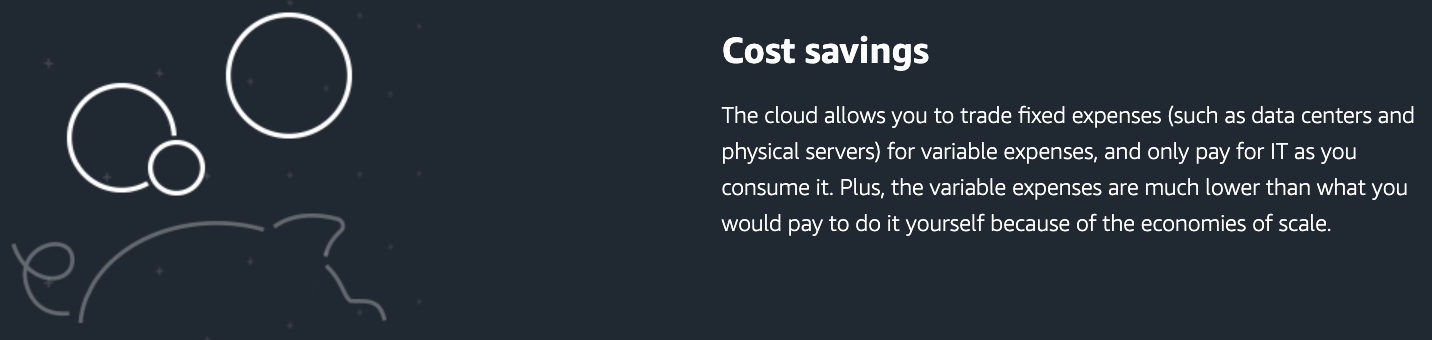 Cost savings
The cloud allows you to trade fixed expenses (such as data centers and
physical servers) for variable expenses, and only pay for IT as you
consume it. Plus, the variable expenses are much lower than what you
would pay to do it yourself because of the economies of scale.